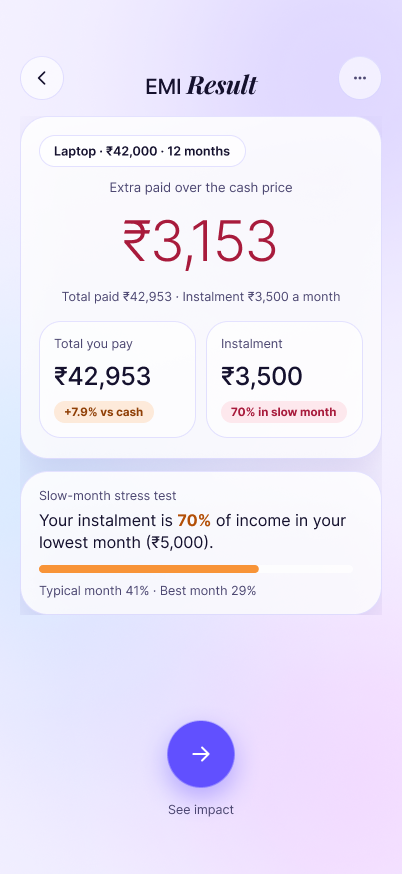 EMI Result
Laptop · ₹42,000 · 12 months
Extra paid over the cash price
₹3,153
Total paid ₹42,953 · Instalment ₹3,500 a month
Total you pay
₹42,953
+7.9% vs cash
Instalment
₹3,500
70% in slow month
Slow-month stress test
Your instalment is 70% of income in your
lowest month (₹5,000).
Typical month 41% · Best month 29%
See impact